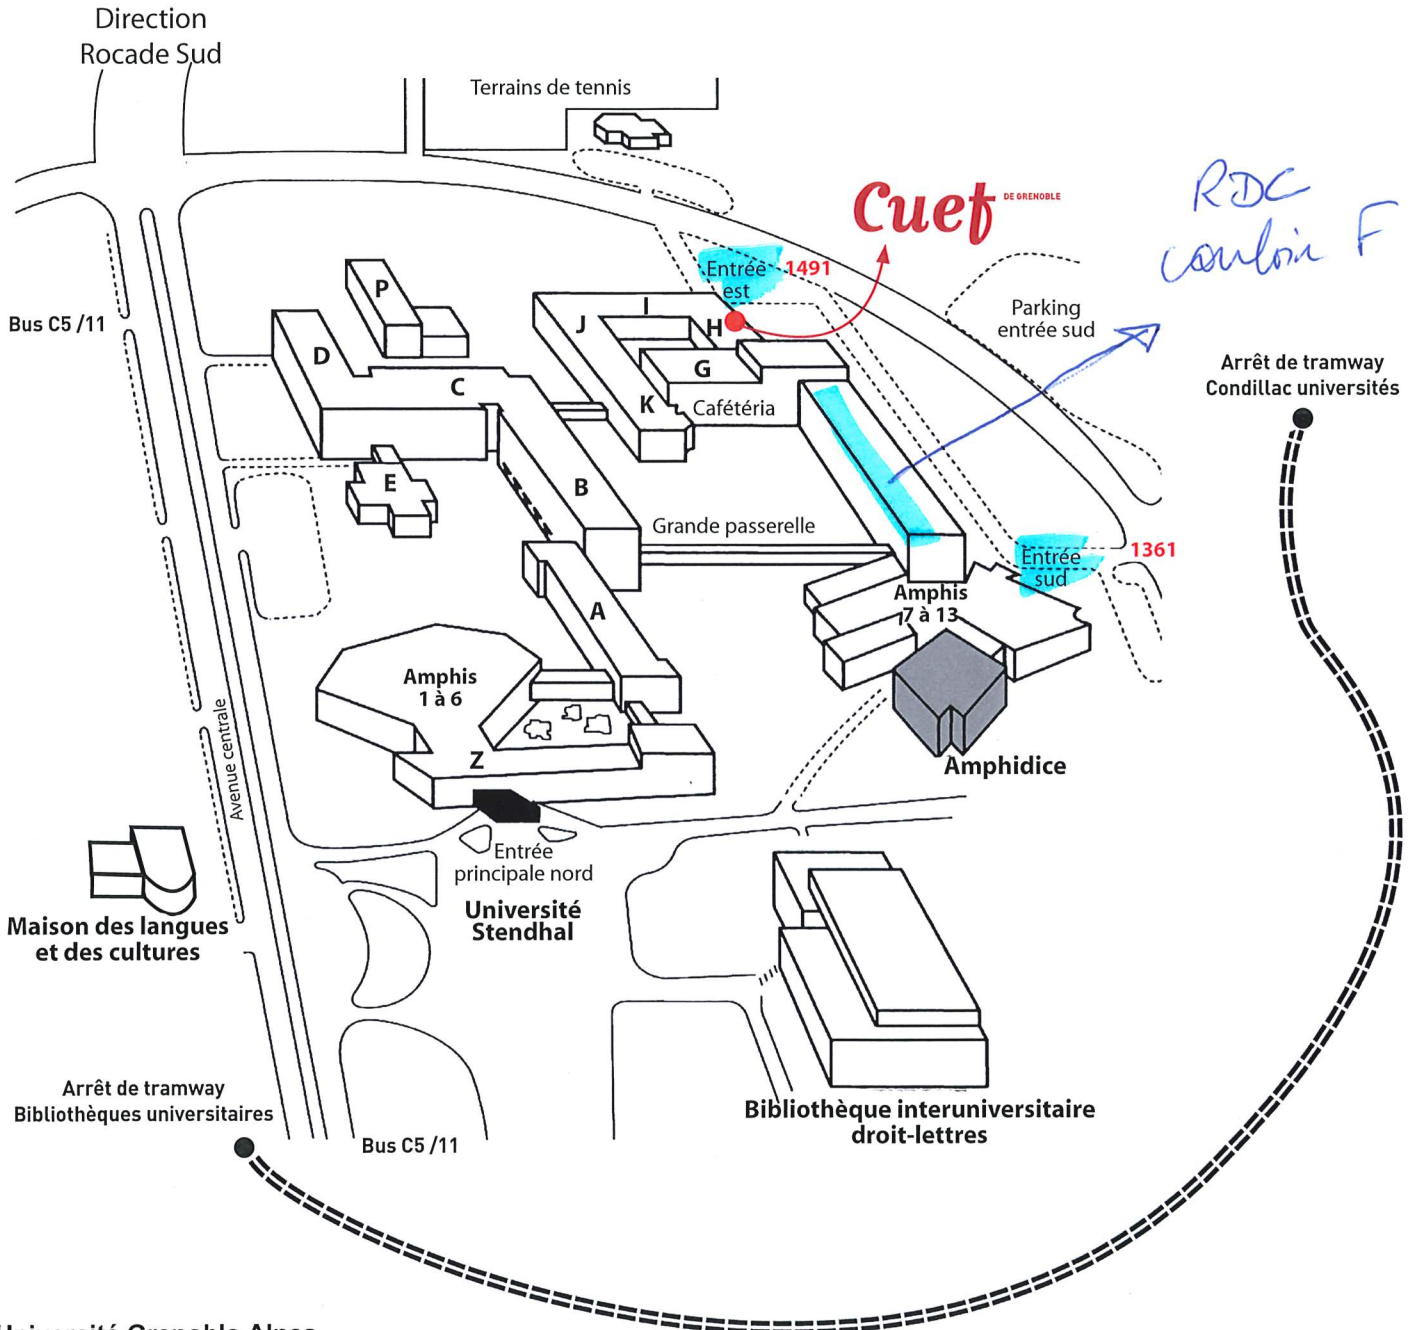 Direction
Rocade Sud
Terrains de tennis
Cuef DE GRENOBLE
RDC
couloir F
Entrée
est
1491
P
Bus C5 /11
D
C
J
I
H
G
K
Cafétéria
Parking
entrée sud
Arrêt de tramway
Condillac universités
E
B
Grande passerelle
Entrée
sud
1361
A
Amphis
7 à 13
Amphis
1 à 6
Z
Amphidice
Avenue centrale
Entrée
principale nord
Université
Stendhal
Maison des langues
et des cultures
Arrêt de tramway
Bibliothèques universitaires
Bus C5 /11
Bibliothèque interuniversitaire
droit-lettres
Université Grenoble Alpes